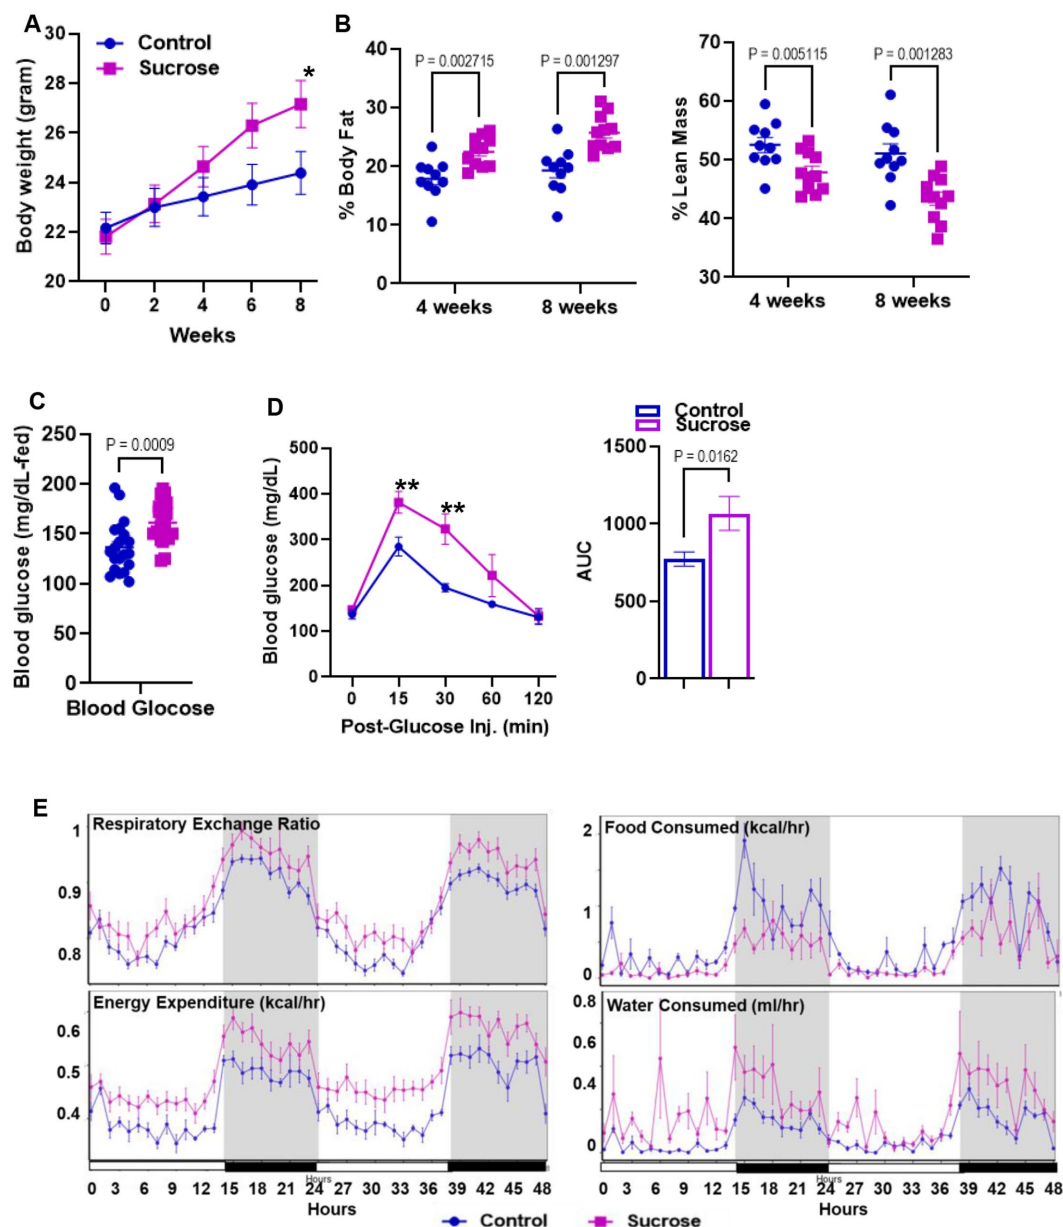 A
Body weight (gram)
30
28
26
24
22
20
Control
Sucrose
*
0 2 4 6 8
Weeks
B
% Body Fat
40
30
20
10
0
P = 0.002715
P = 0.001297
4 weeks 8 weeks
% Lean Mass
70
60
50
40
30
P = 0.005115
P = 0.001283
4 weeks 8 weeks
C
Blood glucose (mg/dL-fed)
250
200
150
100
50
0
P = 0.0009
Blood Glocose
D
Blood glucose (mg/dL)
500
400
300
200
100
0
**
**
0 15 30 60 120
Post-Glucose Inj. (min)
Control
Sucrose
AUC
1500
1000
500
0
P = 0.0162
E
Respiratory Exchange Ratio
1
0.9
0.8
Food Consumed (kcal/hr)
2
1
0
Energy Expenditure (kcal/hr)
0.6
0.5
0.4
Water Consumed (ml/hr)
0.8
0.4
0
Hours
0 3 6 9 12 15 18 21 24 27 30 33 36 39 42 45 48
Hours
Hours
0 3 6 9 12 15 18 21 24 27 30 33 36 39 42 45 48
Hours
Control Sucrose